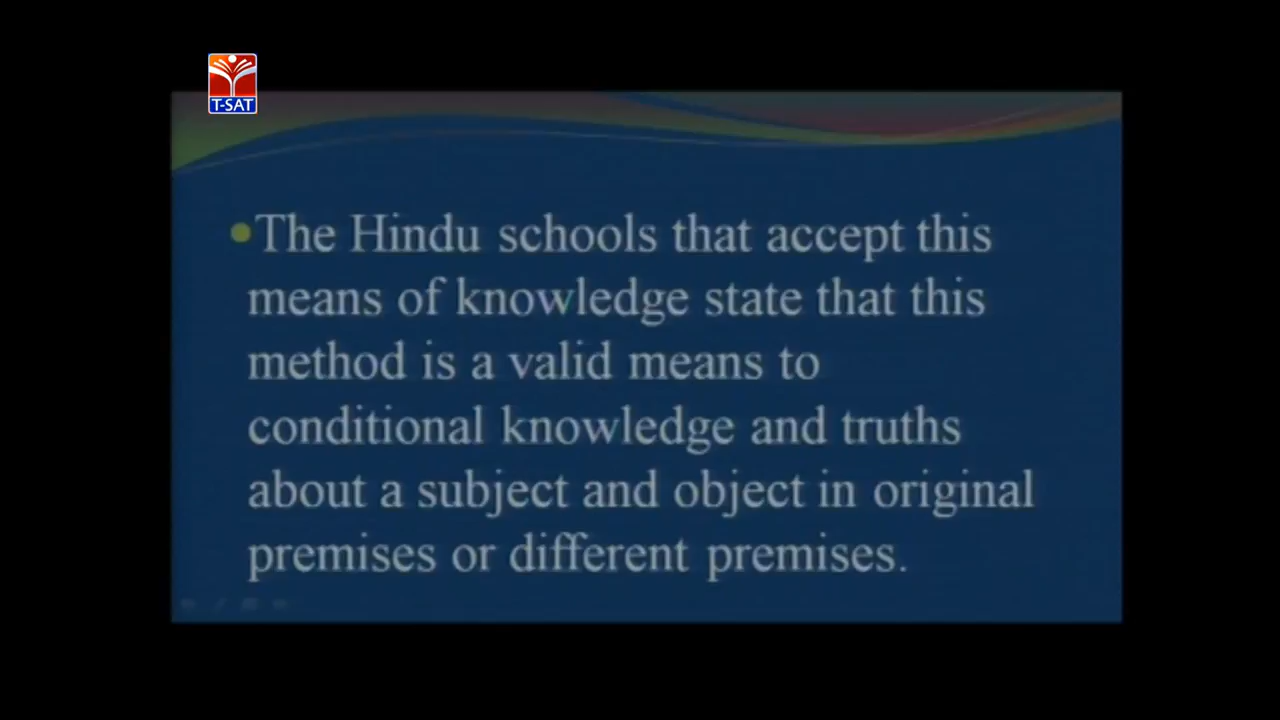 T-SAT
The Hindu schools that accept this
means of knowledge state that this
method is a valid means to
conditional knowledge and truths
about a subject and object in original
premises or different premises.